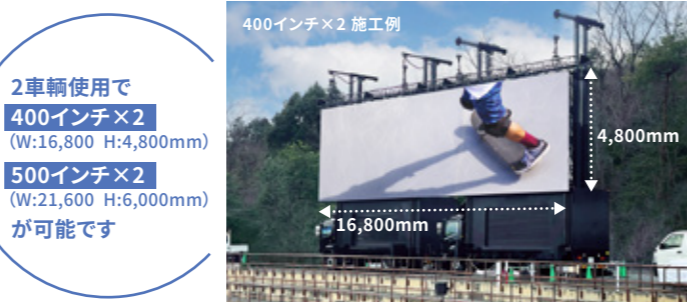 2車輌使用で
400インチ×2
(W:16,800 H:4,800mm)
500インチ×2
(W:21,600 H:6,000mm)
が可能です
400インチ×2 施工例
4,800mm
16,800mm